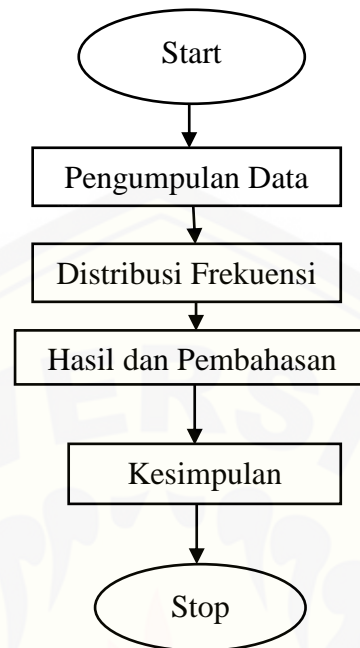 Start
Pengumpulan Data
Distribusi Frekuensi
Hasil dan Pembahasan
Kesimpulan
Stop